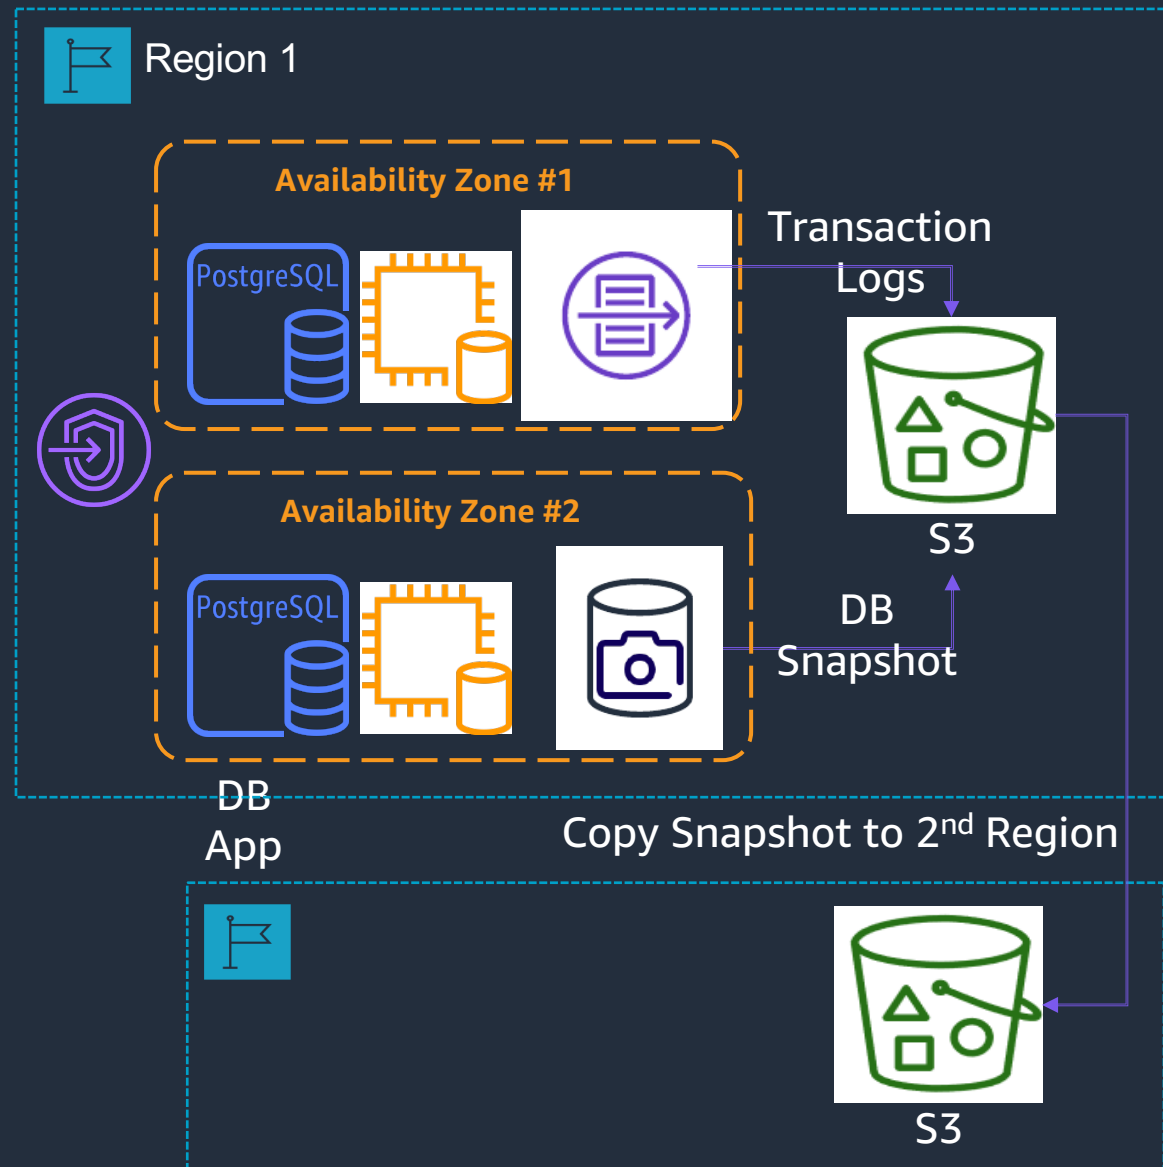 Region 1
Availability Zone #1
PostgreSQL
Transaction
Logs
S3
Availability Zone #2
PostgreSQL
DB
Snapshot
DB
App
Copy Snapshot to 2nd Region
S3